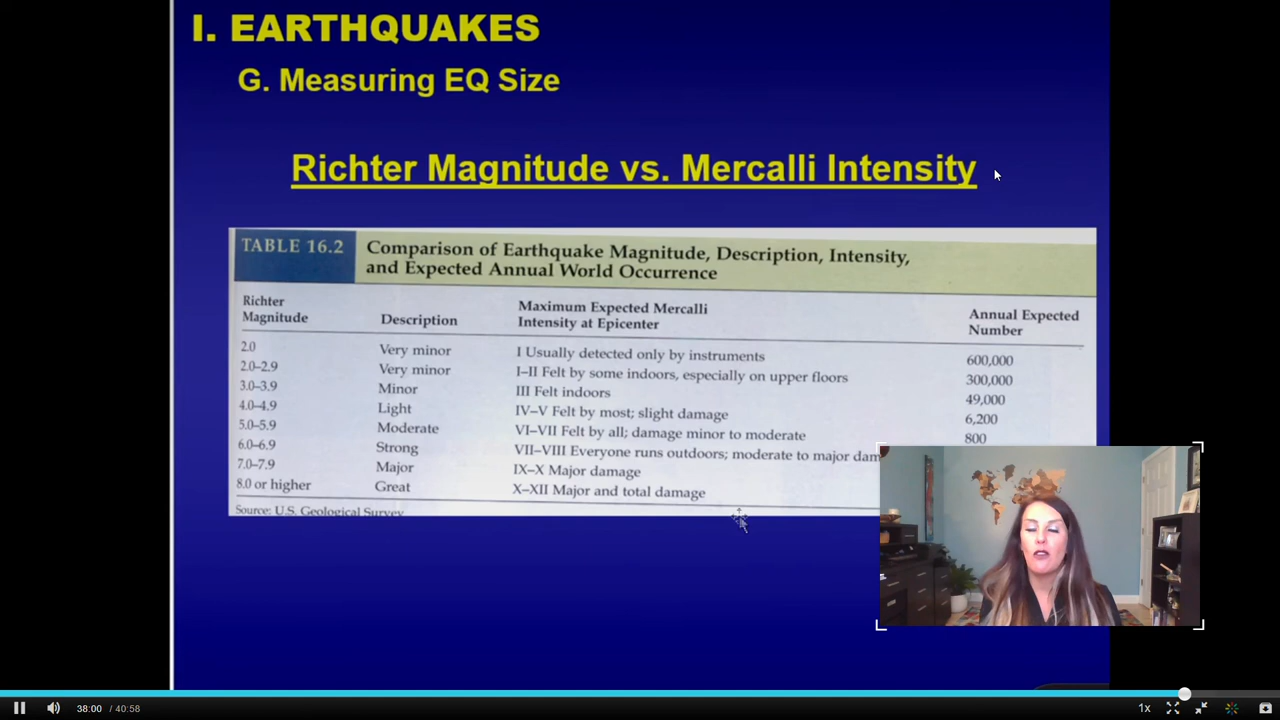 I. EARTHQUAKES
G. Measuring EQ Size
Richter Magnitude vs. Mercalli Intensity
TABLE 16.2 Comparison of Earthquake Magnitude, Description, Intensity,
and Expected Annual World Occurrence
Richter Magnitude Description Maximum Expected Mercalli Intensity at Epicenter Annual Expected Number
2.0 Very minor I Usually detected only by instruments 600,000
2.0–2.9 Very minor I–II Felt by some indoors, especially on upper floors 300,000
3.0–3.9 Minor III Felt indoors 49,000
4.0–4.9 Light IV–V Felt by most; slight damage 6,200
5.0–5.9 Moderate VI–VII Felt by all; damage minor to moderate 800
6.0–6.9 Strong VII–VIII Everyone runs outdoors; moderate to major dam
7.0–7.9 Major IX–X Major damage
8.0 or higher Great X–XII Major and total damage
Source: U.S. Geological Survey
38:00 / 40:58 1x